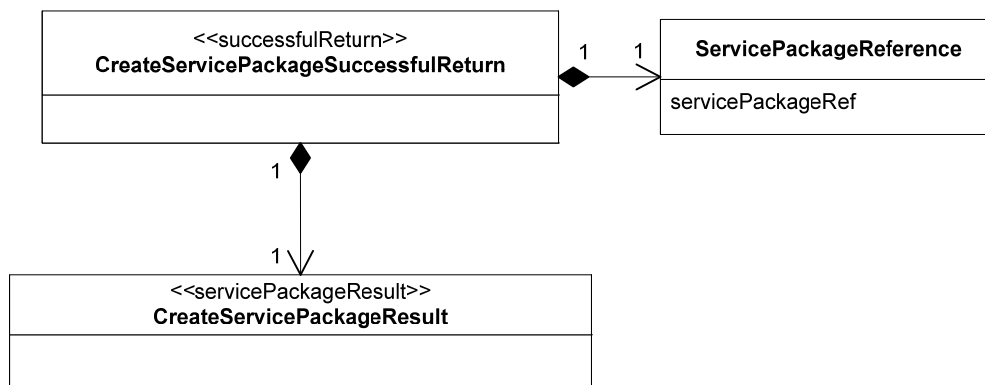 <<successfulReturn>>
CreateServicePackageSuccessfulReturn
1
1
ServicePackageReference
servicePackageRef
1
1
<<servicePackageResult>>
CreateServicePackageResult